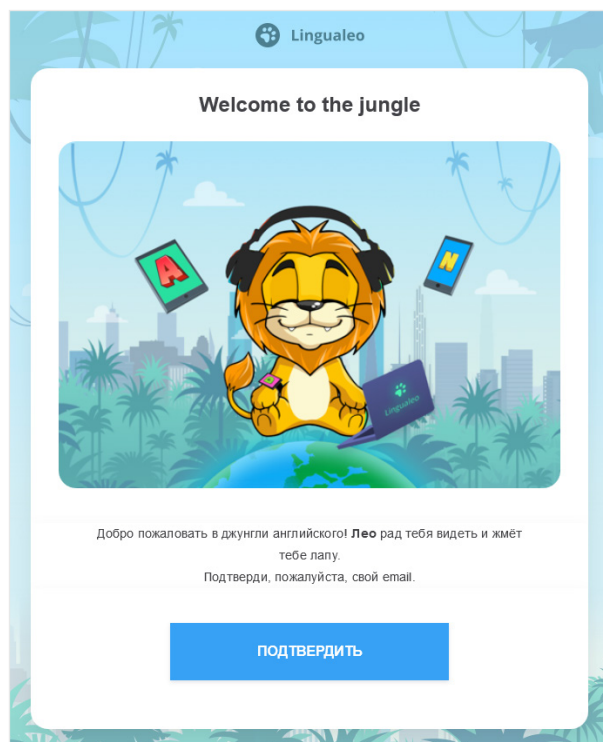 Lingualeo
Welcome to the jungle
A
N
Lingualeo
Добро пожаловать в джунгли английского! Лео рад тебя видеть и жмёт
тебе лапу.
Подтверди, пожалуйста, свой email.
ПОДТВЕРДИТЬ